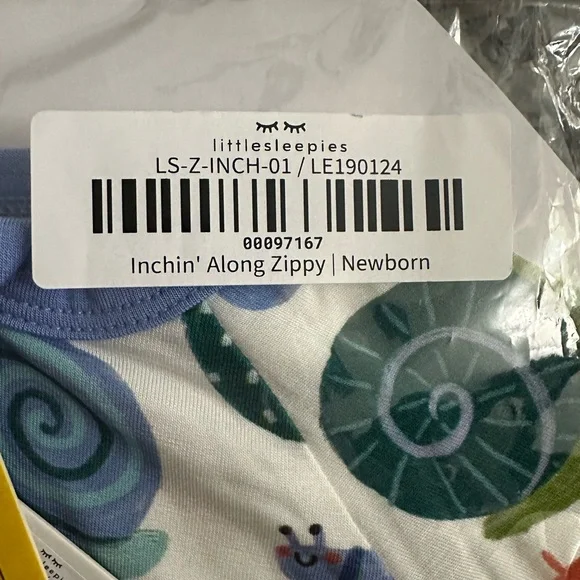 littlesleepies
LS-Z-INCH-01 / LE190124
00097167
Inchin' Along Zippy | Newborn